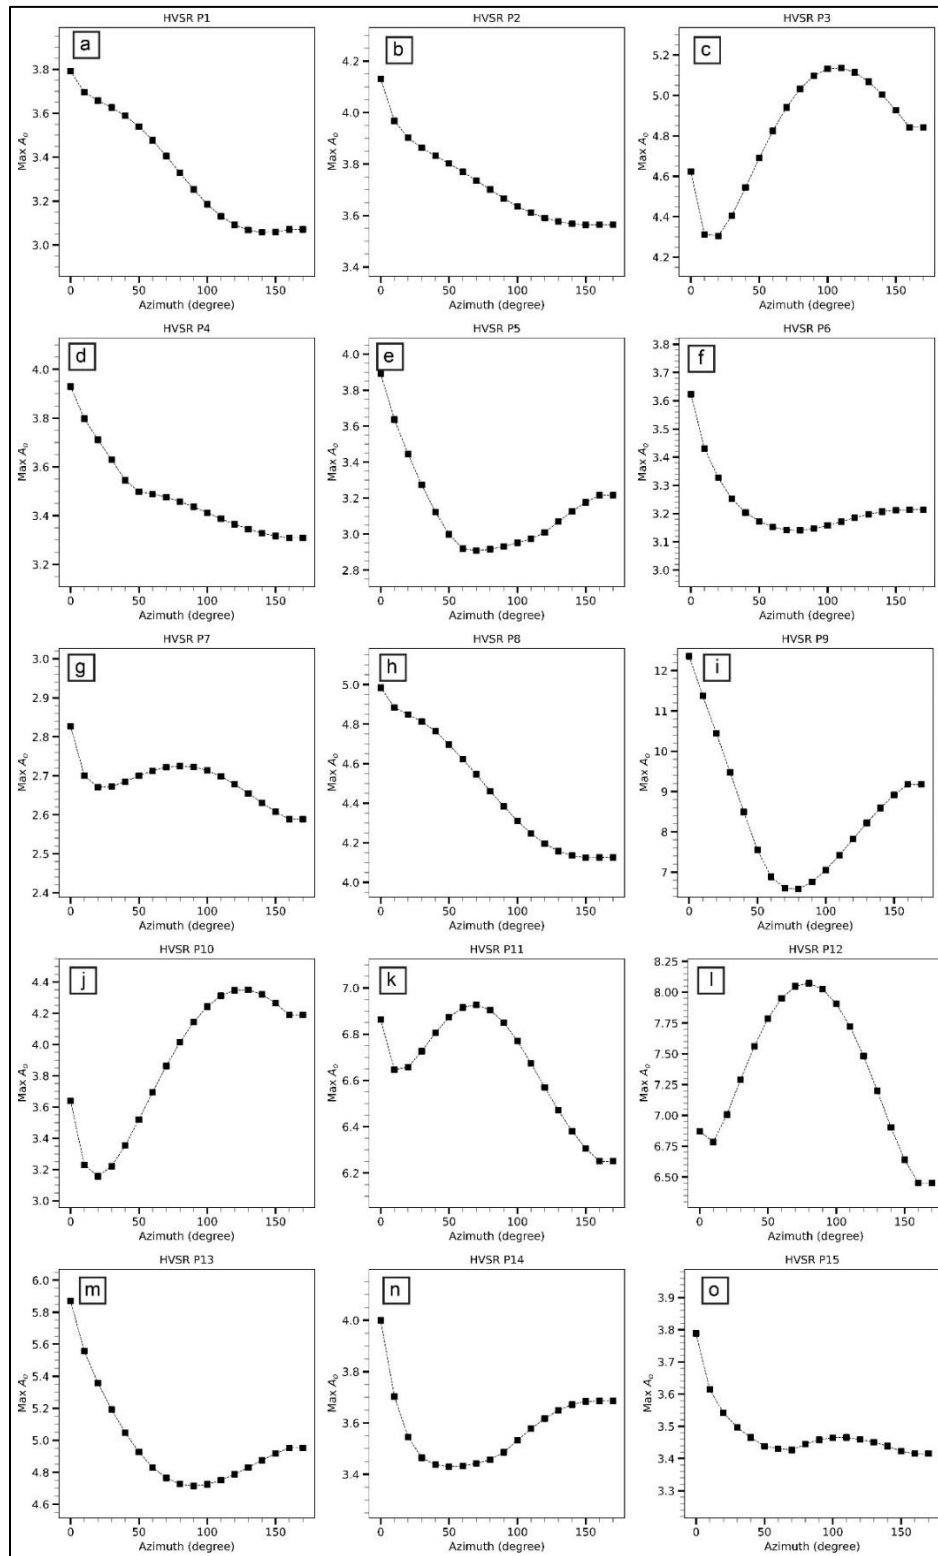 HVSR P1
a
Max Aₒ
3.8
3.6
3.4
3.2
3.0
0 50 100 150
Azimuth (degree)
HVSR P2
b
Max Aₒ
4.2
4.0
3.8
3.6
3.4
0 50 100 150
Azimuth (degree)
HVSR P3
c
Max Aₒ
5.2
5.0
4.8
4.6
4.4
4.2
0 50 100 150
Azimuth (degree)
HVSR P4
d
Max Aₒ
4.0
3.8
3.6
3.4
3.2
0 50 100 150
Azimuth (degree)
HVSR P5
e
Max Aₒ
4.0
3.8
3.6
3.4
3.2
3.0
2.8
0 50 100 150
Azimuth (degree)
HVSR P6
f
Max Aₒ
3.8
3.7
3.6
3.5
3.4
3.3
3.2
3.1
3.0
0 50 100 150
Azimuth (degree)
HVSR P7
g
Max Aₒ
3.0
2.9
2.8
2.7
2.6
2.5
2.4
0 50 100 150
Azimuth (degree)
HVSR P8
h
Max Aₒ
5.0
4.8
4.6
4.4
4.2
4.0
0 50 100 150
Azimuth (degree)
HVSR P9
i
Max Aₒ
12
11
10
9
8
7
0 50 100 150
Azimuth (degree)
HVSR P10
j
Max Aₒ
4.4
4.2
4.0
3.8
3.6
3.4
3.2
3.0
0 50 100 150
Azimuth (degree)
HVSR P11
k
Max Aₒ
7.0
6.8
6.6
6.4
6.2
0 50 100 150
Azimuth (degree)
HVSR P12
l
Max Aₒ
8.25
8.00
7.75
7.50
7.25
7.00
6.75
6.50
0 50 100 150
Azimuth (degree)
HVSR P13
m
Max Aₒ
6.0
5.8
5.6
5.4
5.2
5.0
4.8
4.6
0 50 100 150
Azimuth (degree)
HVSR P14
n
Max Aₒ
4.0
3.8
3.6
3.4
0 50 100 150
Azimuth (degree)
HVSR P15
o
Max Aₒ
3.9
3.8
3.7
3.6
3.5
3.4
3.3
0 50 100 150
Azimuth (degree)